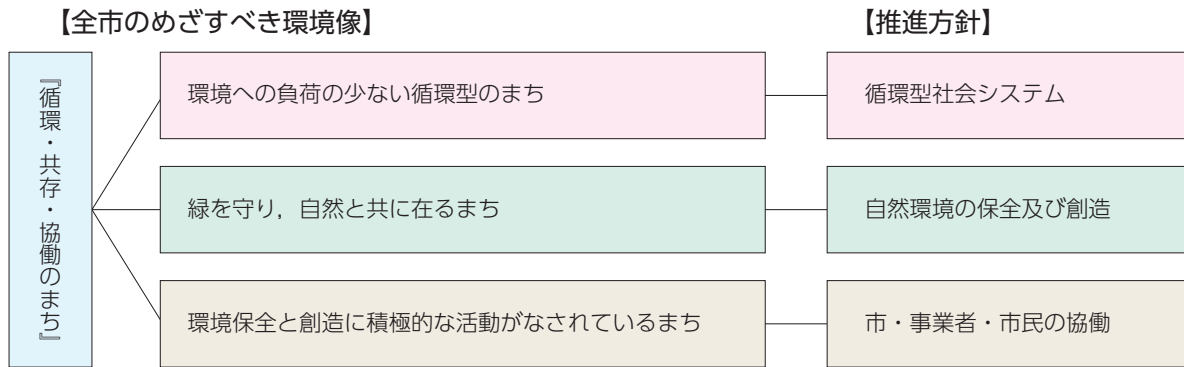 【全市のめざすべき環境像】
【推進方針】
『循環・共存・協働のまち』
環境への負荷の少ない循環型のまち
循環型社会システム
緑を守り，自然と共に在るまち
自然環境の保全及び創造
環境保全と創造に積極的な活動がなされているまち
市・事業者・市民の協働